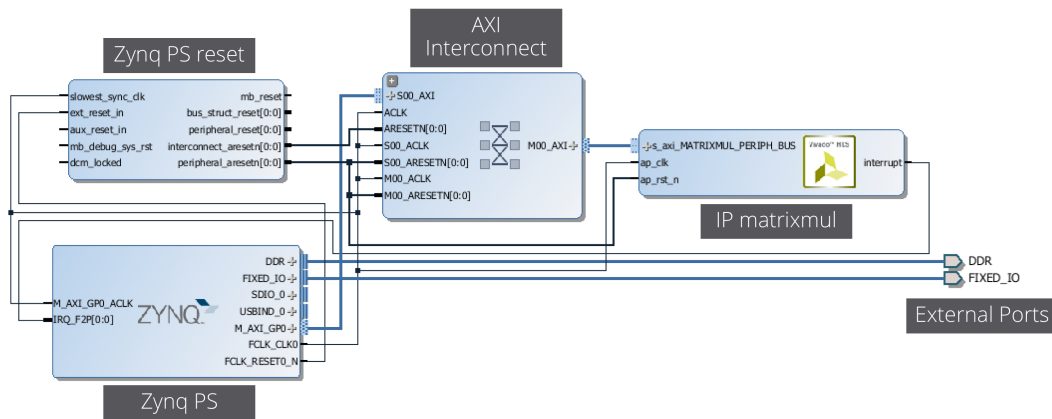 Zynq PS reset
slowest_sync_clk
ext_reset_in
aux_reset_in
mb_debug_sys_rst
dcm_locked
mb_reset
bus_struct_reset[0:0]
peripheral_reset[0:0]
interconnect_aresetn[0:0]
peripheral_aresetn[0:0]
AXI
Interconnect
S00_AXI
ACLK
ARESETN[0:0]
S00_ACLK
S00_ARESETN[0:0]
M00_ACLK
M00_ARESETN[0:0]
M00_AXI
s_axi_MATRIXMUL_PERIPH_BUS
ap_clk
ap_rst_n
Vivado™ HLS
interrupt
IP matrixmul
M_AXI_GP0_ACLK
IRQ_F2P[0:0]
ZYNQ
DDR
FIXED_IO
SDIO_0
USBIND_0
M_AXI_GP0
FCLK_CLK0
FCLK_RESET0_N
Zynq PS
DDR
FIXED_IO
External Ports